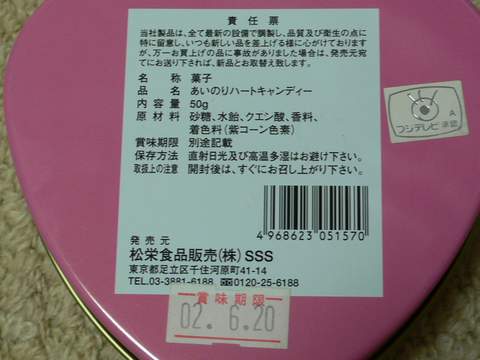 責任票
当社製品は、全て最新の設備で調製し、品質及び衛生の点に
特に留意し、いつも新しい品を差上げる様に心がけております
が、万一お買上げの品に事故がありました場合は、発売元宛
てにお送り下されば、新品とお取替え致します。
名称 菓子
品名 あいのりハートキャンディー
内容量 50g
原材料 砂糖、水飴、クエン酸、香料、
着色料(紫コーン色素)
賞味期限 別途記載
保存方法 直射日光及び高温多湿はお避け下さい。
取扱上の注意 開封後は、すぐにお召し上がり下さい。
4 968623 051570
発売元
松栄食品販売(株) SSS
東京都足立区千住河原町41-14
TEL.03-3881-6188 0120-25-6188
賞味期限
02. 6.20
フジテレビ
承認